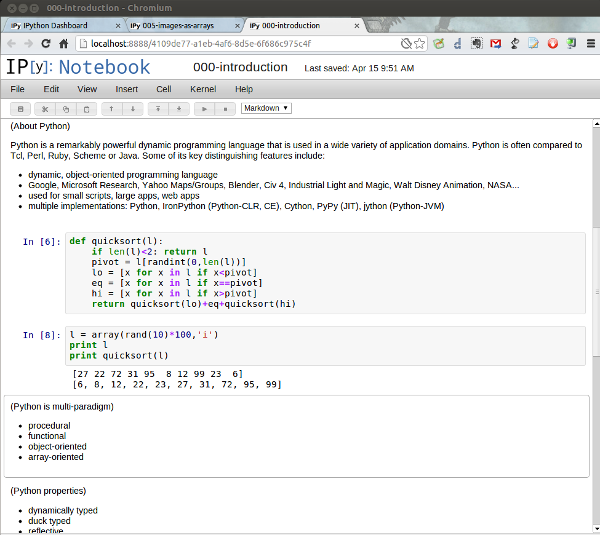 000-introduction - Chromium
IPy IPython Dashboard
IPy 005-images-as-arrays
IPy 000-introduction
localhost:8888/4109de77-a1eb-4af6-8d5e-6f686c975c4f
IP[y]: Notebook
000-introduction
Last saved: Apr 15 9:51 AM
File Edit View Insert Cell Kernel Help
Markdown
(About Python)
Python is a remarkably powerful dynamic programming language that is used in a wide variety of application domains. Python is often compared to
Tcl, Perl, Ruby, Scheme or Java. Some of its key distinguishing features include:
• dynamic, object-oriented programming language
• Google, Microsoft Research, Yahoo Maps/Groups, Blender, Civ 4, Industrial Light and Magic, Walt Disney Animation, NASA...
• used for small scripts, large apps, web apps
• multiple implementations: Python, IronPython (Python-CLR, CE), Cython, PyPy (JIT), jython (Python-JVM)
In [6]: def quicksort(l):
    if len(l)<2: return l
    pivot = l[randint(0,len(l))]
    lo = [x for x in l if x<pivot]
    eq = [x for x in l if x==pivot]
    hi = [x for x in l if x>pivot]
    return quicksort(lo)+eq+quicksort(hi)
In [8]: l = array(rand(10)*100,'i')
print l
print quicksort(l)
[27 22 72 31 95  8 12 99 23  6]
[6, 8, 12, 22, 23, 27, 31, 72, 95, 99]
(Python is multi-paradigm)
• procedural
• functional
• object-oriented
• array-oriented
(Python properties)
• dynamically typed
• duck typed
• reflective